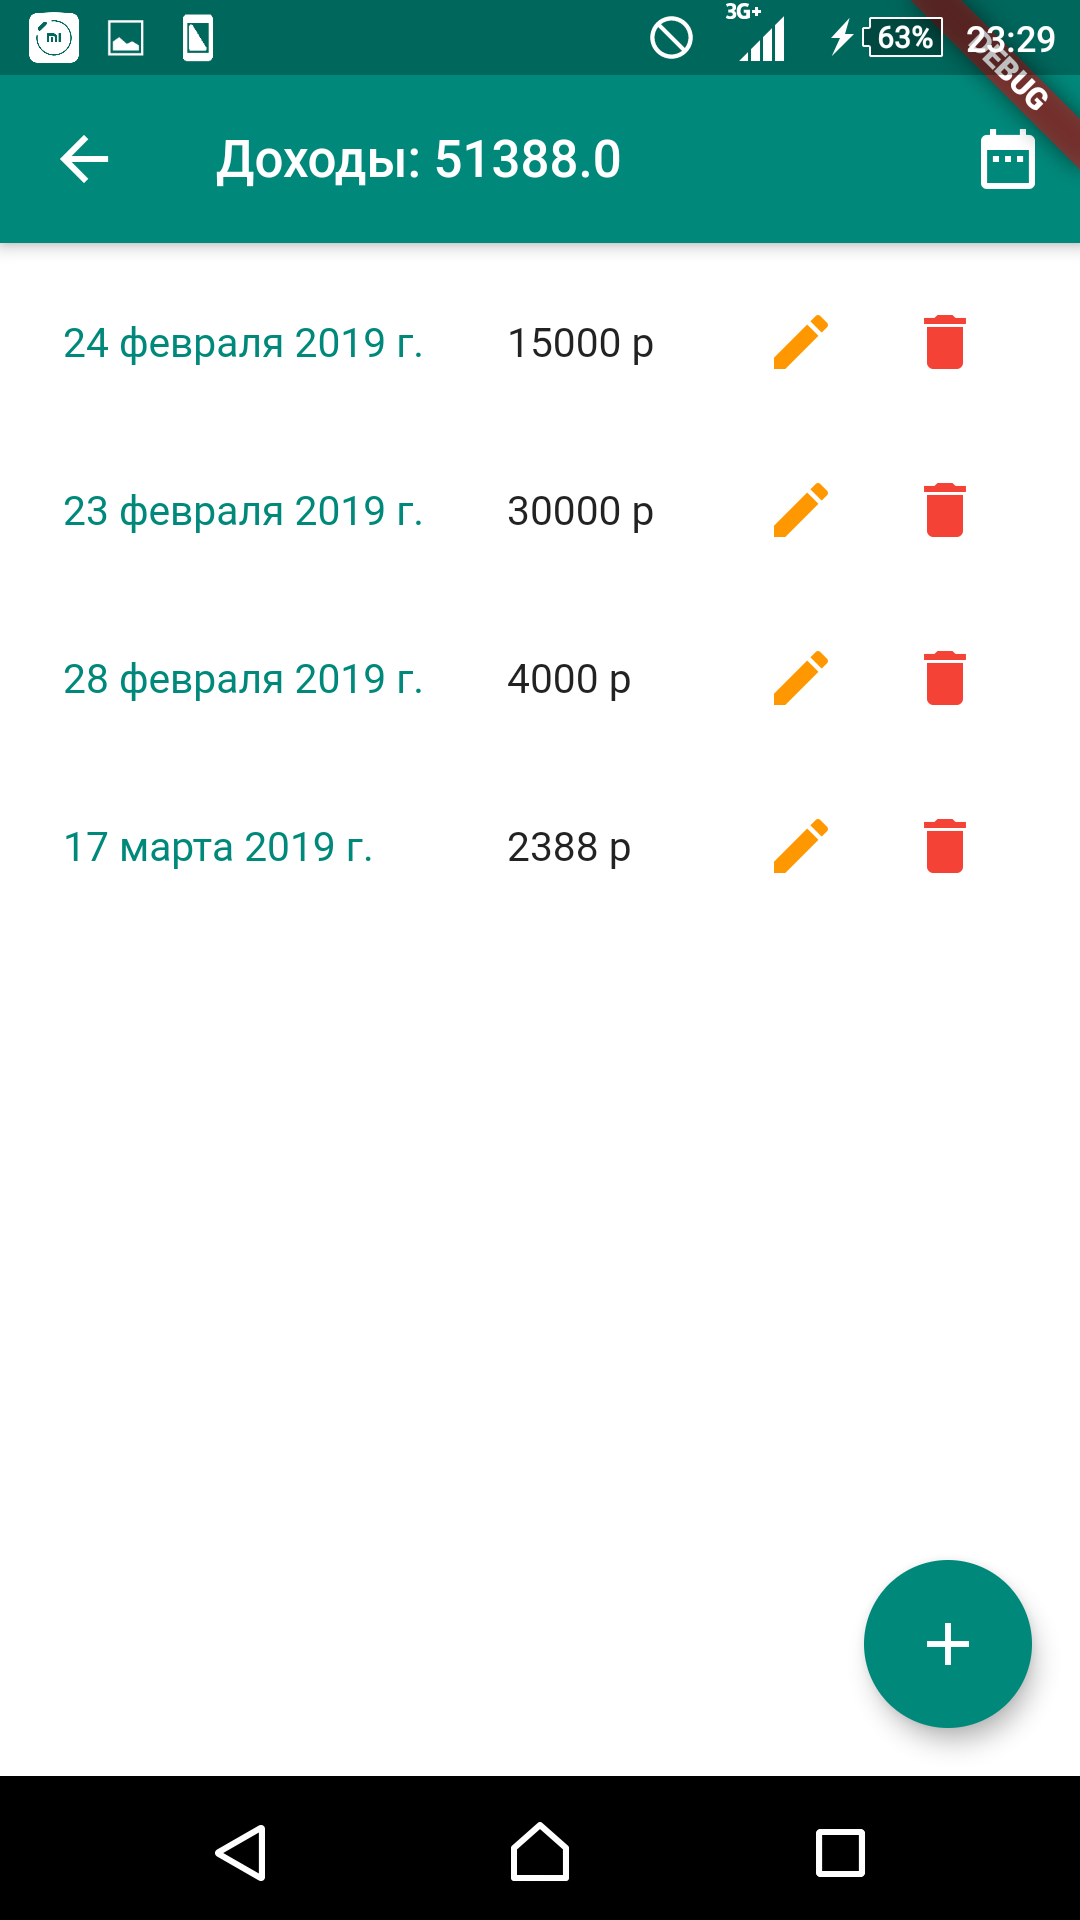 3G+
63%
23:29
DEBUG
Доходы: 51388.0
24 февраля 2019 г. 15000 р
23 февраля 2019 г. 30000 р
28 февраля 2019 г. 4000 р
17 марта 2019 г. 2388 р